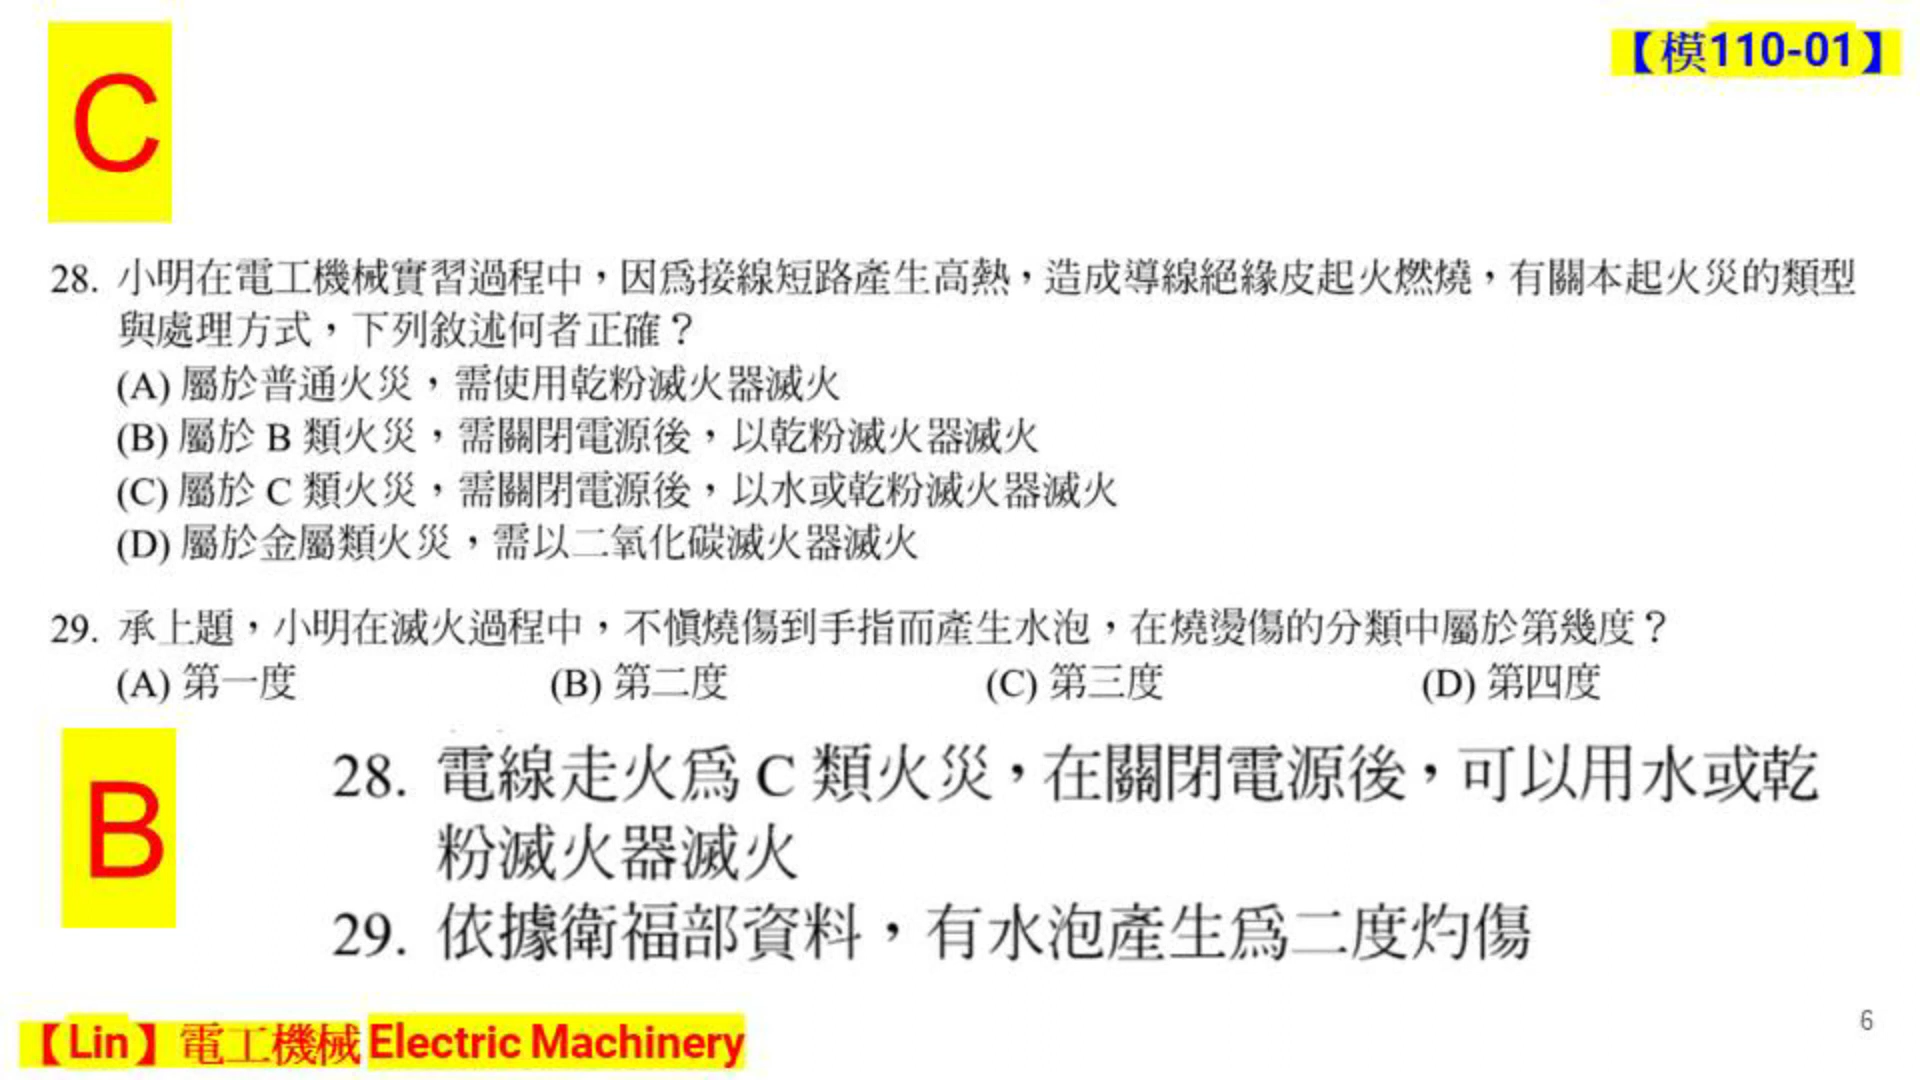 C
【模110-01】
28. 小明在電工機械實習過程中，因為接線短路產生高熱，造成導線絕緣皮起火燃燒，有關本起火災的類型
與處理方式，下列敘述何者正確？
(A) 屬於普通火災，需使用乾粉滅火器滅火
(B) 屬於 B 類火災，需關閉電源後，以乾粉滅火器滅火
(C) 屬於 C 類火災，需關閉電源後，以水或乾粉滅火器滅火
(D) 屬於金屬類火災，需以二氧化碳滅火器滅火
29. 承上題，小明在滅火過程中，不慎燒傷到手指而產生水泡，在燒燙傷的分類中屬於第幾度？
(A) 第一度 (B) 第二度 (C) 第三度 (D) 第四度
B
28. 電線走火為 C 類火災，在關閉電源後，可以用水或乾
粉滅火器滅火
29. 依據衛福部資料，有水泡產生為二度灼傷
【Lin】電工機械 Electric Machinery
6